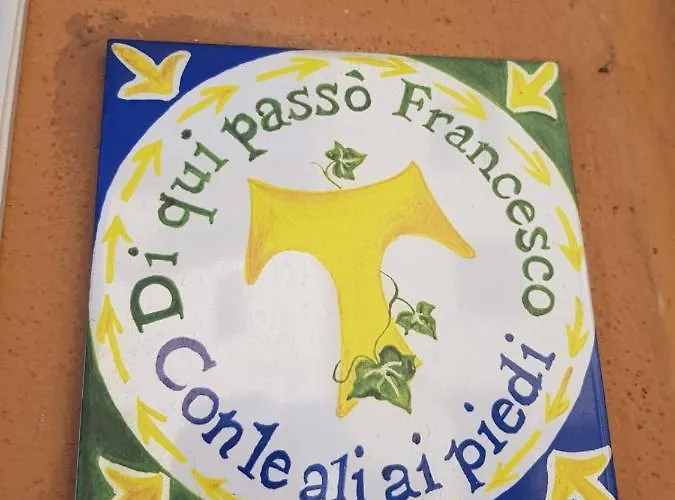 Di qui passò Francesco
Con le ali ai piedi